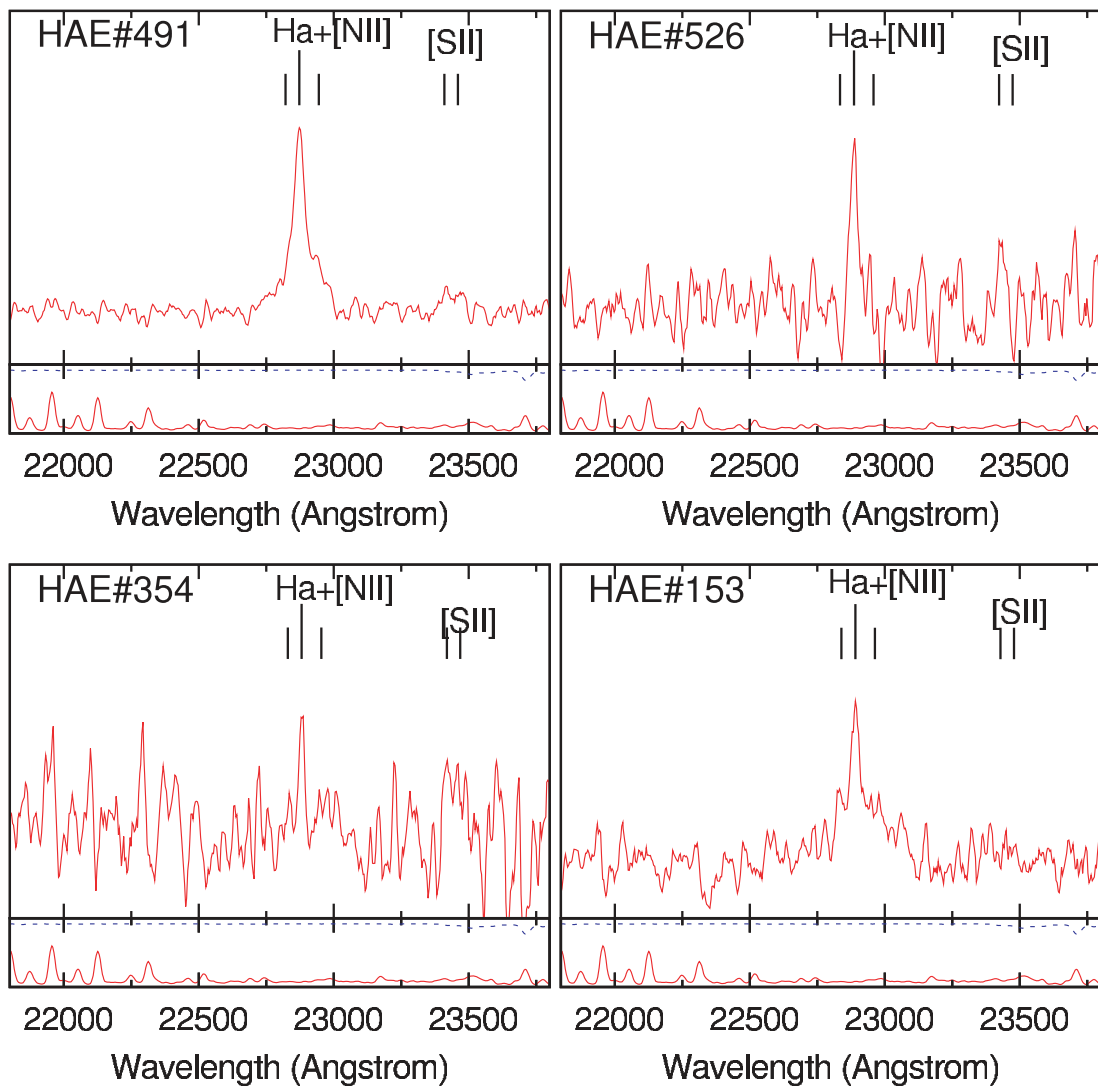 HAE#491 Ha+[NII] [SII]
HAE#526 Ha+[NII] [SII]
22000 22500 23000 23500
22000 22500 23000 23500
Wavelength (Angstrom)
Wavelength (Angstrom)
HAE#354 Ha+[NII] [SII]
HAE#153 Ha+[NII] [SII]
22000 22500 23000 23500
22000 22500 23000 23500
Wavelength (Angstrom)
Wavelength (Angstrom)